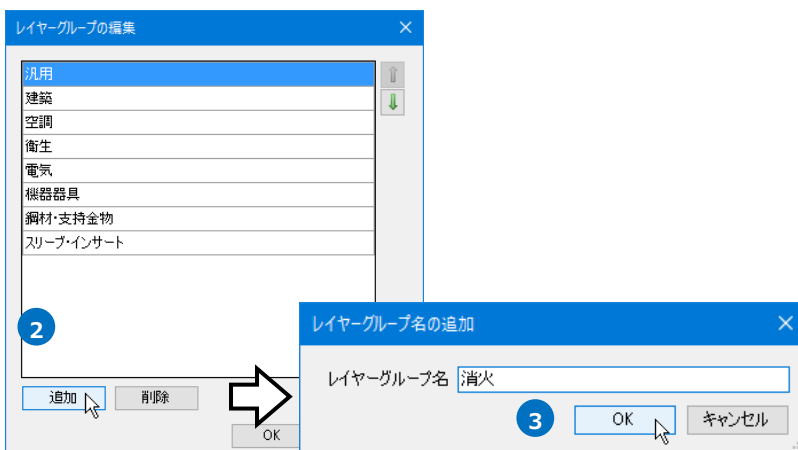 レイヤーグループの編集
汎用
建築
空調
衛生
電気
機器器具
鋼材・支持金物
スリーブ・インサート
2
追加
削除
OK
レイヤーグループ名の追加
レイヤーグループ名 消火
3
OK
キャンセル